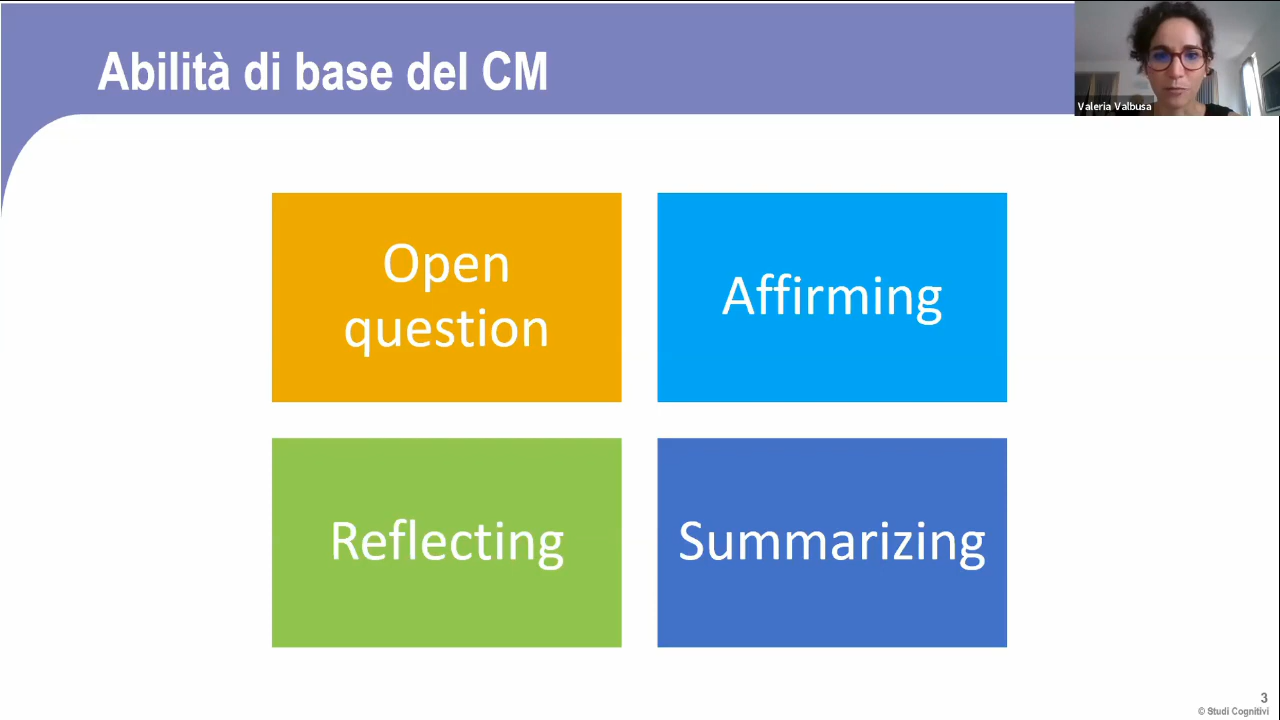 Abilità di base del CM
Valeria Valbusa
Open
question
Affirming
Reflecting
Summarizing
3
© Studi Cognitivi